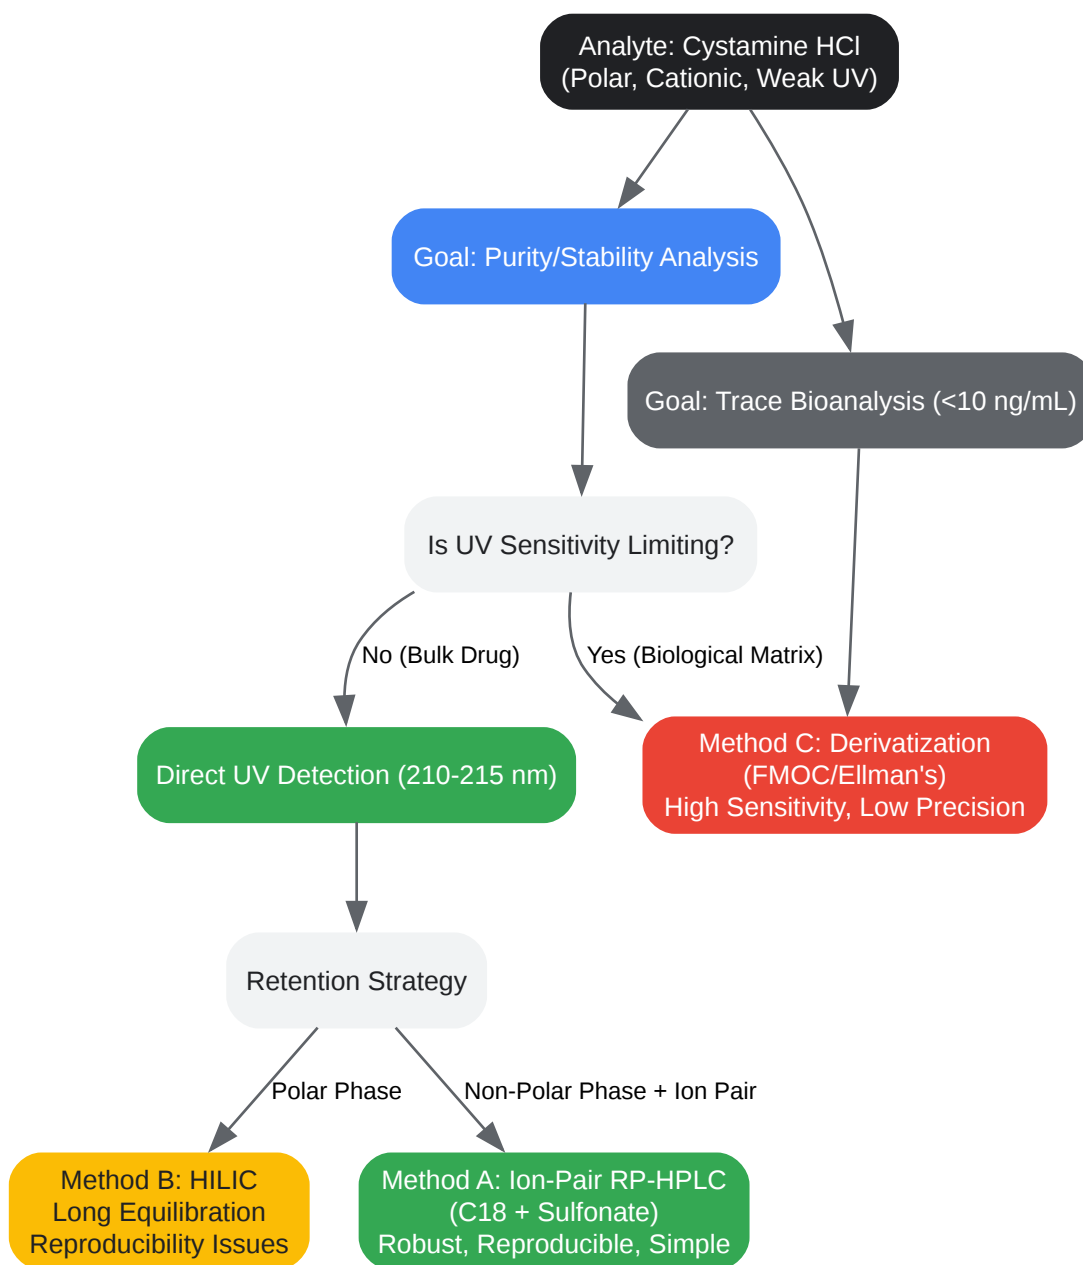 Analyte: Cystamine HCl
(Polar, Cationic, Weak UV)
Goal: Purity/Stability Analysis
Goal: Trace Bioanalysis (<10 ng/mL)
Is UV Sensitivity Limiting?
No (Bulk Drug)
Yes (Biological Matrix)
Direct UV Detection (210-215 nm)
Method C: Derivatization
(FMOC/Ellman's)
High Sensitivity, Low Precision
Retention Strategy
Polar Phase
Non-Polar Phase + Ion Pair
Method B: HILIC
Long Equilibration
Reproducibility Issues
Method A: Ion-Pair RP-HPLC
(C18 + Sulfonate)
Robust, Reproducible, Simple